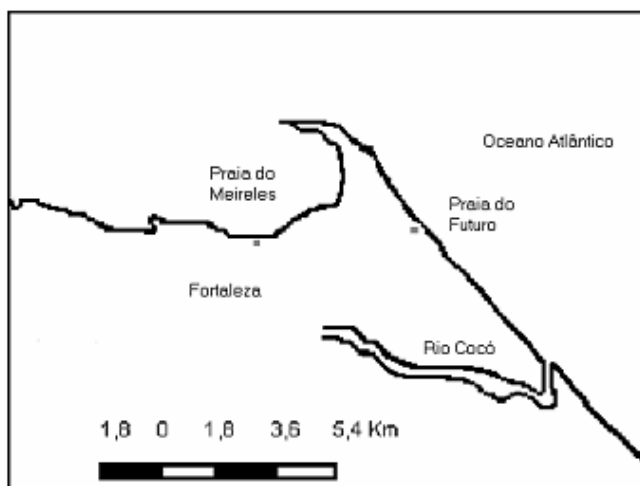 Oceano Atlântico
Praia do
Meireles
Praia do
Futuro
Fortaleza
Rio Cocó
1,8 0 1,8 3,6 5,4 Km